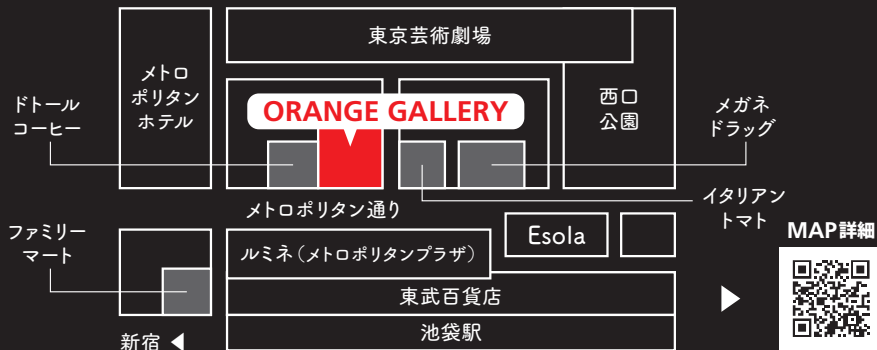 東京芸術劇場
メトロ
ポリタン
ホテル
ORANGE GALLERY
西口
公園
ドトール
コーヒー
メガネ
ドラッグ
メトロポリタン通り
イタリアン
トマト
ファミリー
マート
ルミネ（メトロポリタンプラザ）
Esola
MAP詳細
東武百貨店
池袋駅
新宿 ◀
▶